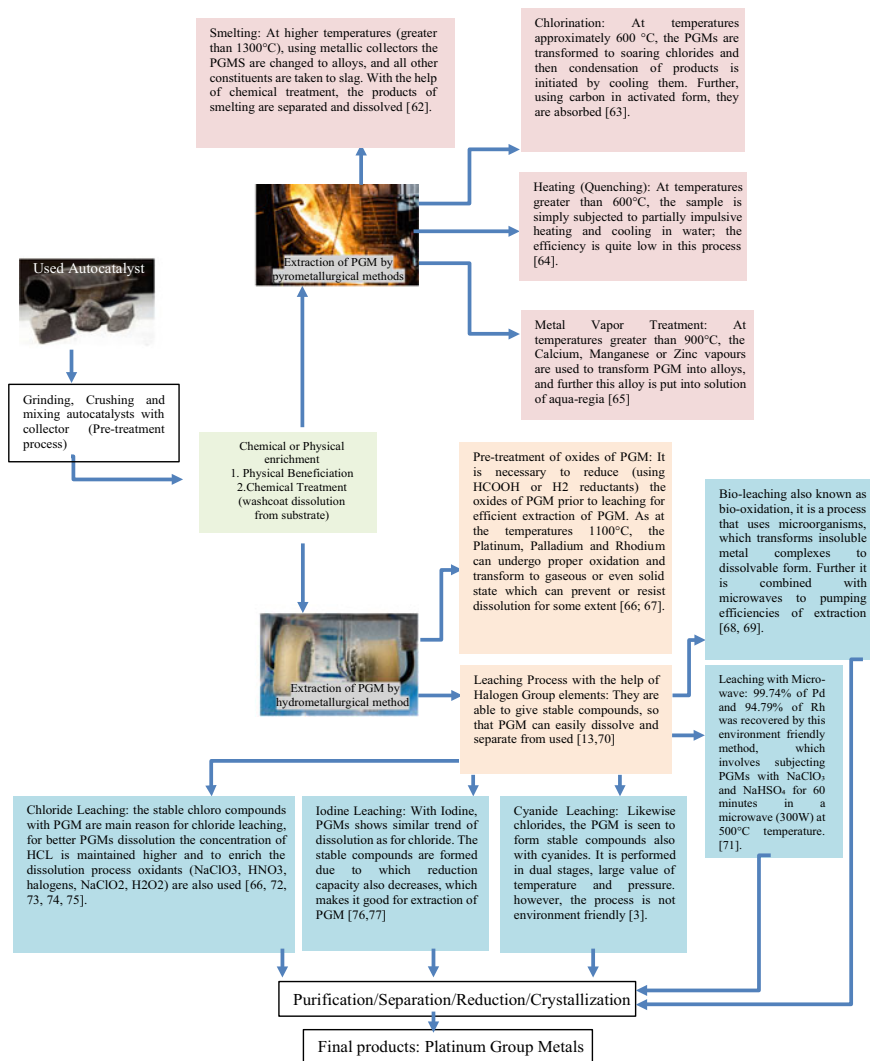 Smelting: At higher temperatures (greater
than 1300°C), using metallic collectors the
PGMS are changed to alloys, and all other
constituents are taken to slag. With the help
of chemical treatment, the products of
smelting are separated and dissolved [62].
Chlorination: At temperatures
approximately 600 °C, the PGMs are
transformed to soaring chlorides and
then condensation of products is
initiated by cooling them. Further,
using carbon in activated form, they
are absorbed [63].
Heating (Quenching): At temperatures
greater than 600°C, the sample is
simply subjected to partially impulsive
heating and cooling in water; the
efficiency is quite low in this process
[64].
Extraction of PGM by
pyrometallurgical methods
Used Autocatalyst
Metal Vapor Treatment: At
temperatures greater than 900°C, the
Calcium, Manganese or Zinc vapours
are used to transform PGM into alloys,
and further this alloy is put into solution
of aqua-regia [65]
Grinding, Crushing and
mixing autocatalysts with
collector (Pre-treatment
process)
Chemical or Physical
enrichment
1. Physical Beneficiation
2.Chemical Treatment
(washcoat dissolution
from substrate)
Pre-treatment of oxides of PGM: It is
necessary to reduce (using
HCOOH or H2 reductants) the
oxides of PGM prior to leaching for
efficient extraction of PGM. As at
the temperatures 1100°C, the
Platinum, Palladium and Rhodium
can undergo proper oxidation and
transform to gaseous or even solid
state which can prevent or resist
dissolution for some extent [66; 67].
Bio-leaching also known as
bio-oxidation, it is a process
that uses microorganisms,
which transforms insoluble
metal complexes to
dissolvable form. Further it
is combined with
microwaves to pumping
efficiencies of extraction
[68, 69].
Extraction of PGM by
hydrometallurgical method
Leaching Process with the help of
Halogen Group elements: They are
able to give stable compounds, so
that PGM can easily dissolve and
separate from used [13,70]
Leaching with Micro-
wave: 99.74% of Pd
and 94.79% of Rh
was recovered by this
environment friendly
method, which
involves subjecting
PGMs with NaClO₃
and NaHSO₄ for 60
minutes in a
microwave (300W) at
500°C temperature.
[71].
Chloride Leaching: the stable chloro compounds
with PGM are main reason for chloride leaching,
for better PGMs dissolution the concentration of
HCL is maintained higher and to enrich the
dissolution process oxidants (NaClO3, HNO3,
halogens, NaClO2, H2O2) are also used [66, 72,
73, 74, 75].
Iodine Leaching: With Iodine,
PGMs shows similar trend of
dissolution as for chloride. The
stable compounds are formed
due to which reduction
capacity also decreases, which
makes it good for extraction of
PGM [76,77]
Cyanide Leaching: Likewise
chlorides, the PGM is seen to
form stable compounds also
with cyanides. It is performed
in dual stages, large value of
temperature and pressure.
however, the process is not
environment friendly [3].
Purification/Separation/Reduction/Crystallization
Final products: Platinum Group Metals